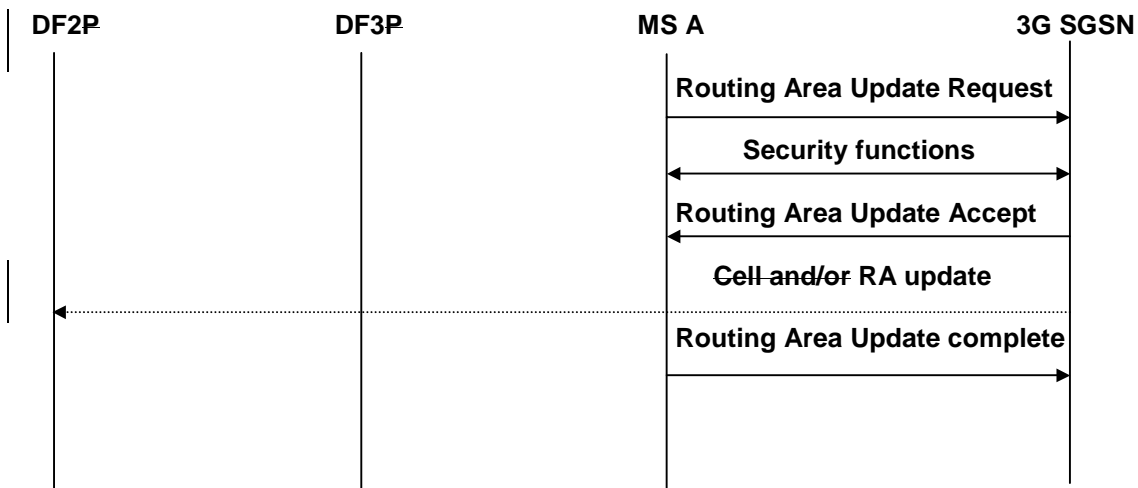 DF2P DF3P MS A 3G SGSN
Routing Area Update Request
Security functions
Routing Area Update Accept
Cell and/or RA update
Routing Area Update complete